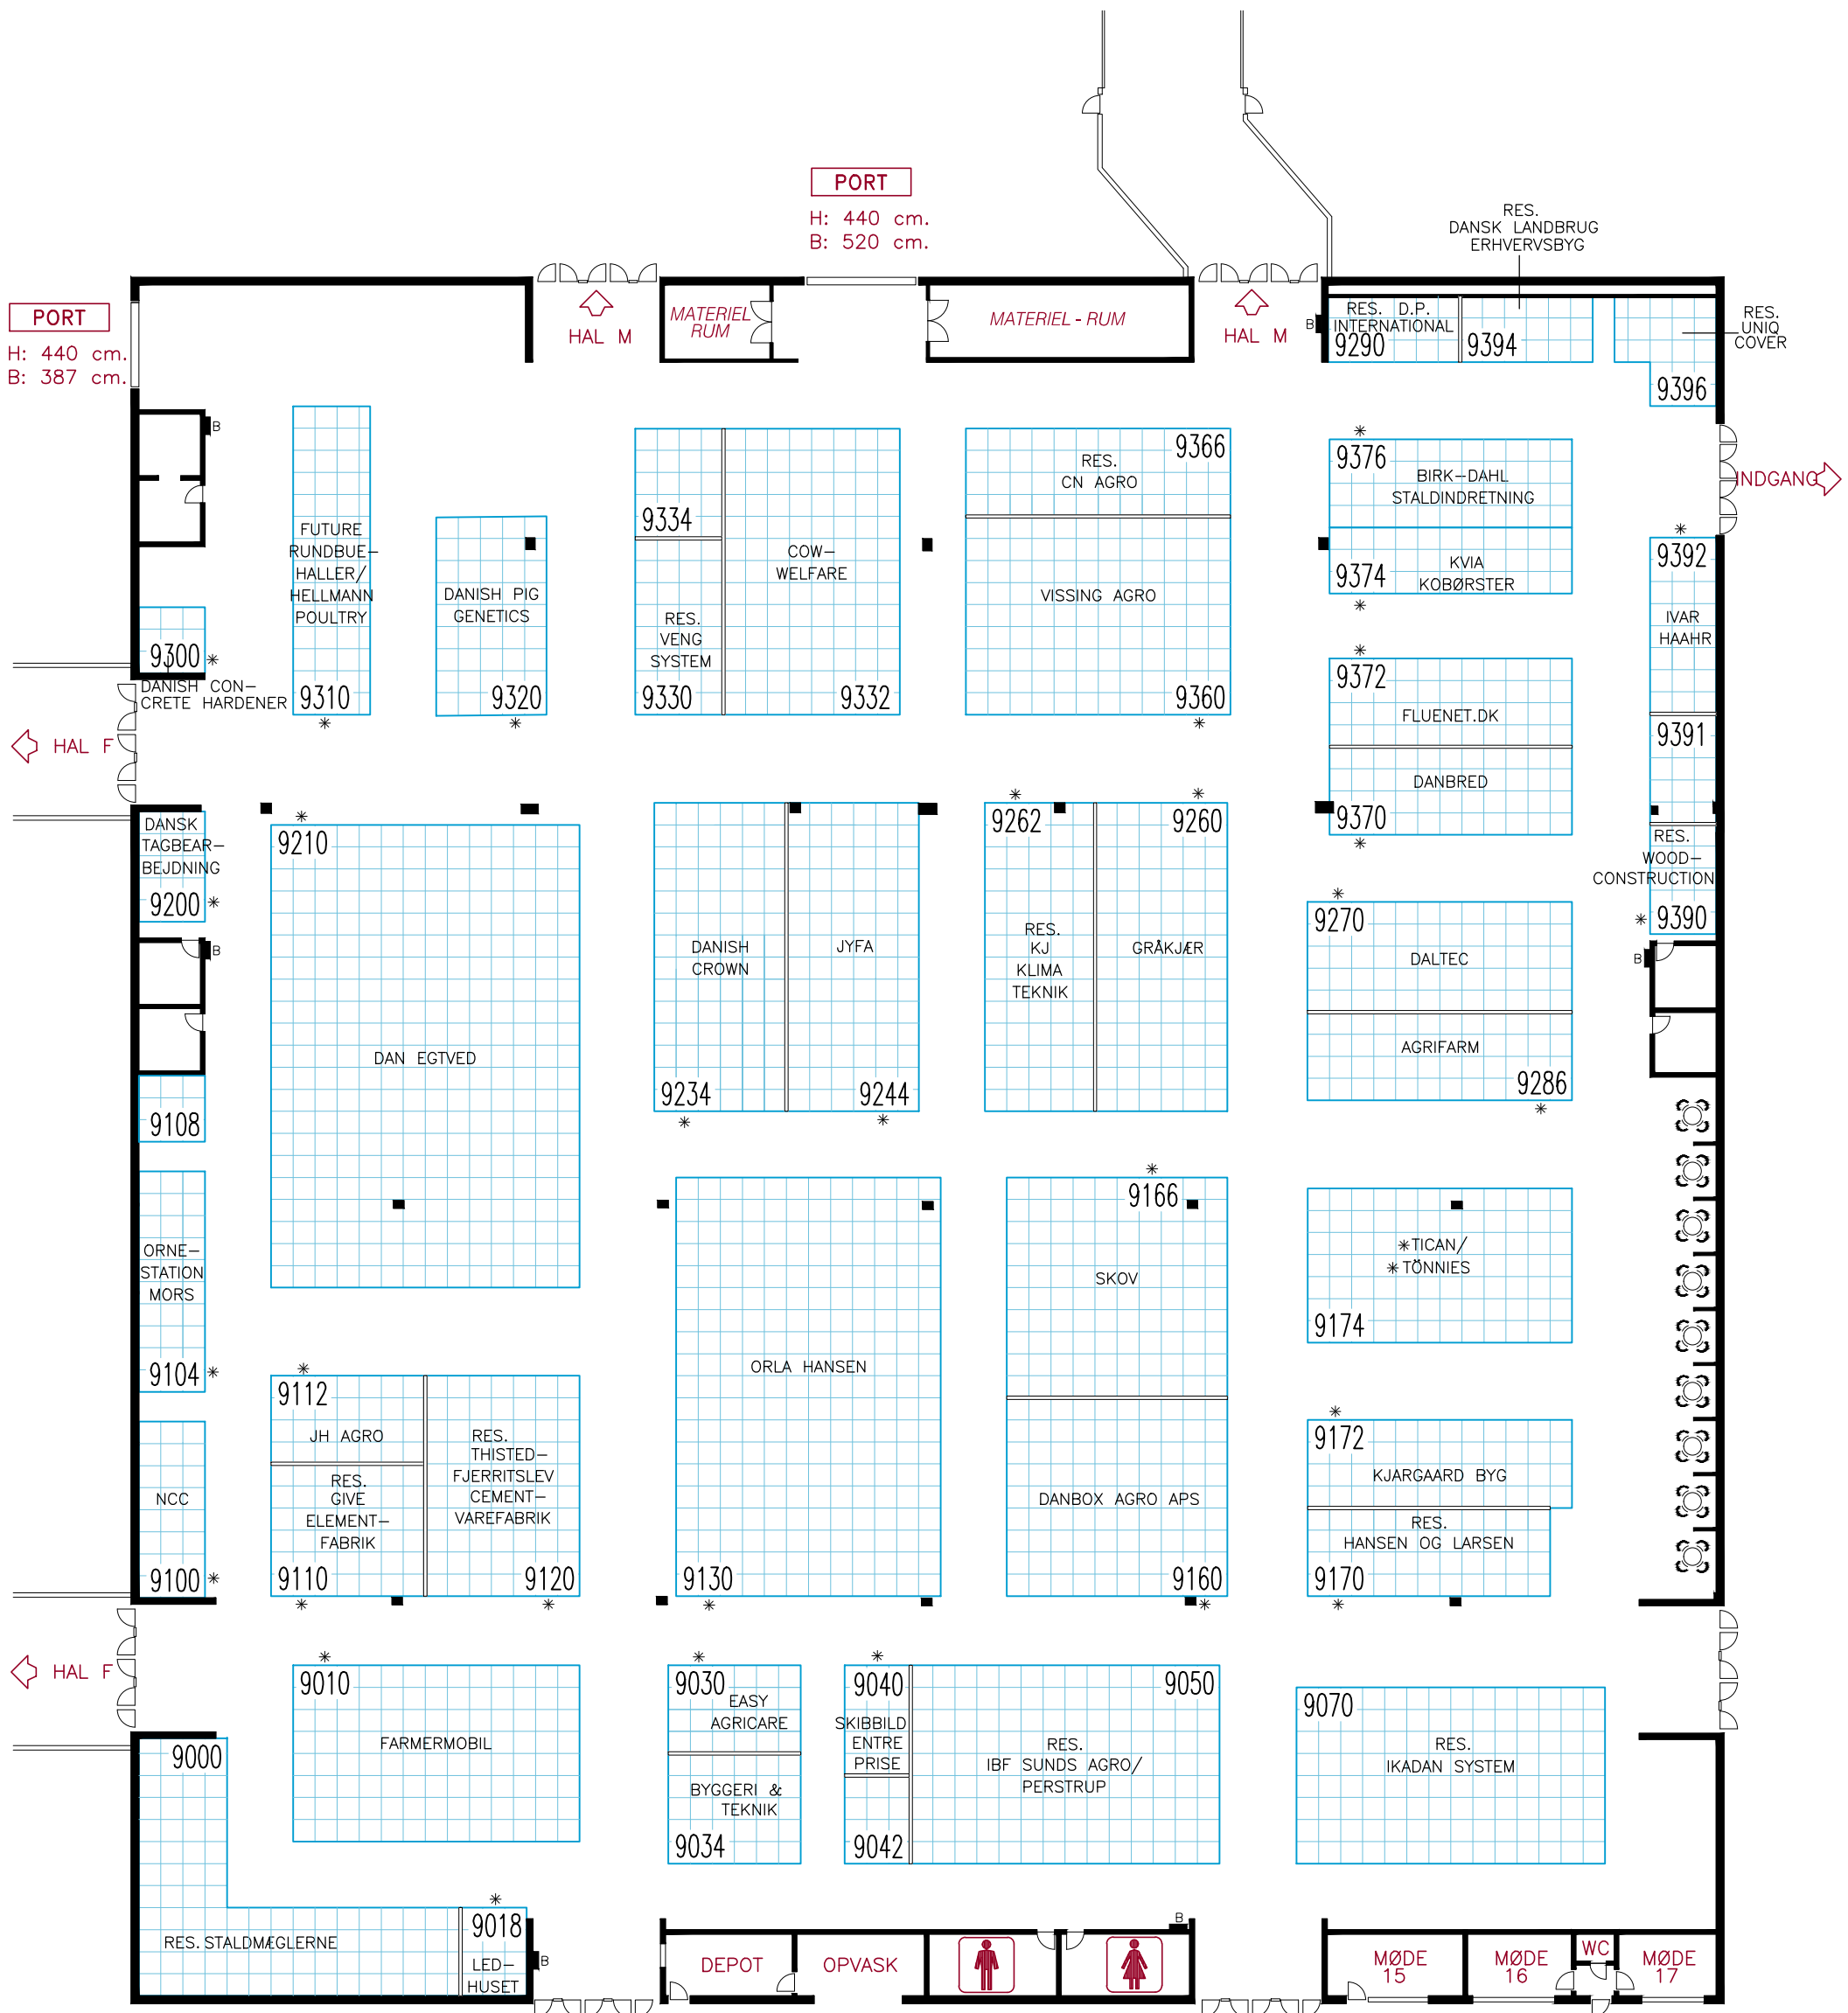 PORT
H: 440 cm.
B: 520 cm.
RES.
DANSK LANDBRUG
ERHVERVSBYG
PORT
H: 440 cm.
B: 387 cm.
HAL M
MATERIEL
RUM
MATERIEL - RUM
HAL M
B
RES. D.P.
INTERNATIONAL
9290
9394
RES.
UNIQ
COVER
9396
B
FUTURE
RUNDBUE-
HALLER/
HELLMANN
POULTRY
9310
*
DANISH PIG
GENETICS
9320
*
9334
RES.
VENG
SYSTEM
9330
COW-
WELFARE
9332
9366
RES.
CN AGRO
VISSING AGRO
9360
*
*
9376
BIRK-DAHL
STALDINDRETNING
KVIA
KOBØRSTER
9374
*
INDGANG
*
9392
IVAR
HAAHR
9391
RES.
WOOD-
CONSTRUCTION
9390
*
9300 *
DANISH CON-
CRETE HARDENER
HAL F
*
9372
FLUENET.DK
DANBRED
9370
*
DANSK
TAGBEAR-
BEJDNING
9200 *
B
*
9210
DAN EGTVED
DANISH
CROWN
9234
*
JYFA
9244
*
*
9262
RES.
KJ
KLIMA
TEKNIK
*
9260
GRÅKJÆR
*
9270
DALTEC
AGRIFARM
9286
*
B
9108
ORNE-
STATION
MORS
9104 *
NCC
9100 *
*
9112
JH AGRO
RES.
GIVE
ELEMENT-
FABRIK
9110
*
RES.
THISTED-
FJERRITSLEV
CEMENT-
VAREFABRIK
9120
*
ORLA HANSEN
9130
*
*
9166
SKOV
DANBOX AGRO APS
9160
*
*TICAN/
*TÖNNIES
9174
*
9172
KJARGAARD BYG
RES.
HANSEN OG LARSEN
9170
*
HAL F
*
9010
FARMERMOBIL
*
9030
EASY
AGRICARE
BYGGERI &
TEKNIK
9034
*
9040
SKIBBILD
ENTRE
PRISE
9042
9050
RES.
IBF SUNDS AGRO/
PERSTRUP
9070
RES.
IKADAN SYSTEM
9000
RES. STALDMÆGLERNE
*
9018
LED-
HUSET
B
DEPOT
OPVASK
B
MØDE
15
MØDE
16
WC
MØDE
17